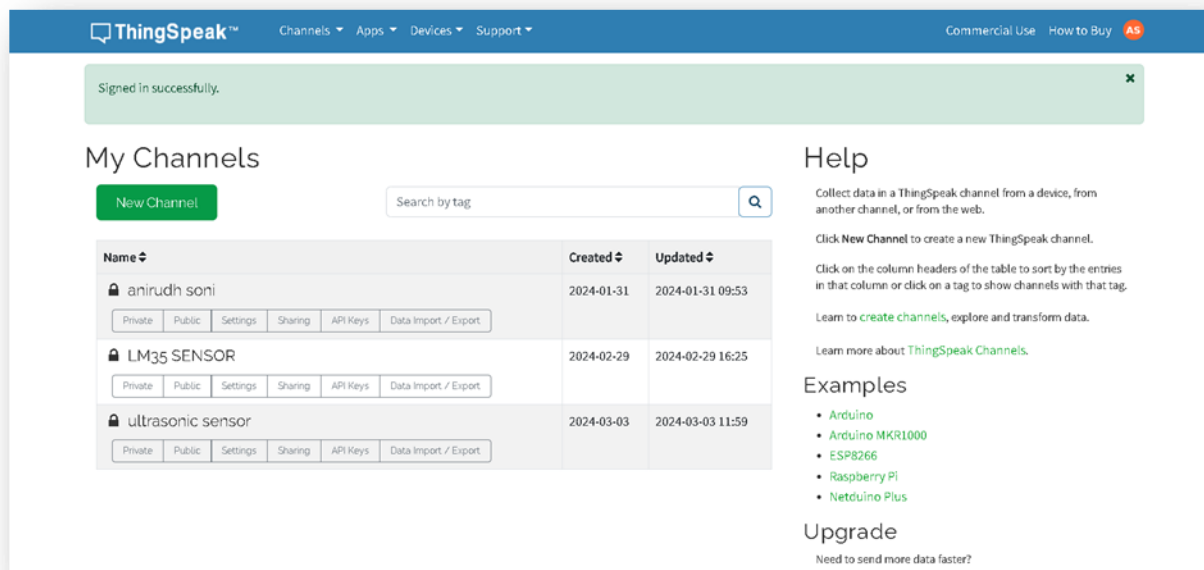 ThingSpeak™ Channels Apps Devices Support Commercial Use How to Buy AS
Signed in successfully. ×
My Channels
New Channel
Search by tag
Name Created Updated
anirudh soni 2024-01-31 2024-01-31 09:53
Private Public Settings Sharing API Keys Data Import / Export
LM35 SENSOR 2024-02-29 2024-02-29 16:25
Private Public Settings Sharing API Keys Data Import / Export
ultrasonic sensor 2024-03-03 2024-03-03 11:59
Private Public Settings Sharing API Keys Data Import / Export
Help
Collect data in a ThingSpeak channel from a device, from
another channel, or from the web.
Click New Channel to create a new ThingSpeak channel.
Click on the column headers of the table to sort by the entries
in that column or click on a tag to show channels with that tag.
Learn to create channels, explore and transform data.
Learn more about ThingSpeak Channels.
Examples
• Arduino
• Arduino MKR1000
• ESP8266
• Raspberry Pi
• Netduino Plus
Upgrade
Need to send more data faster?